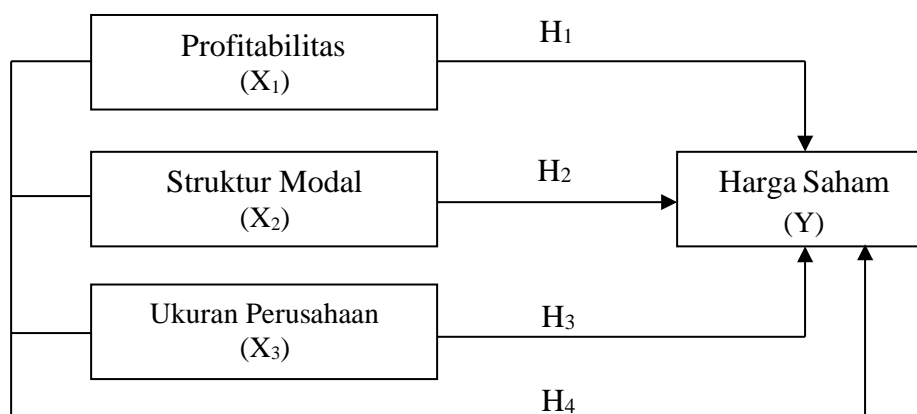 H₁
Profitabilitas
(X₁)
H₂
Struktur Modal
(X₂)
Harga Saham
(Y)
Ukuran Perusahaan
(X₃)
H₃
H₄